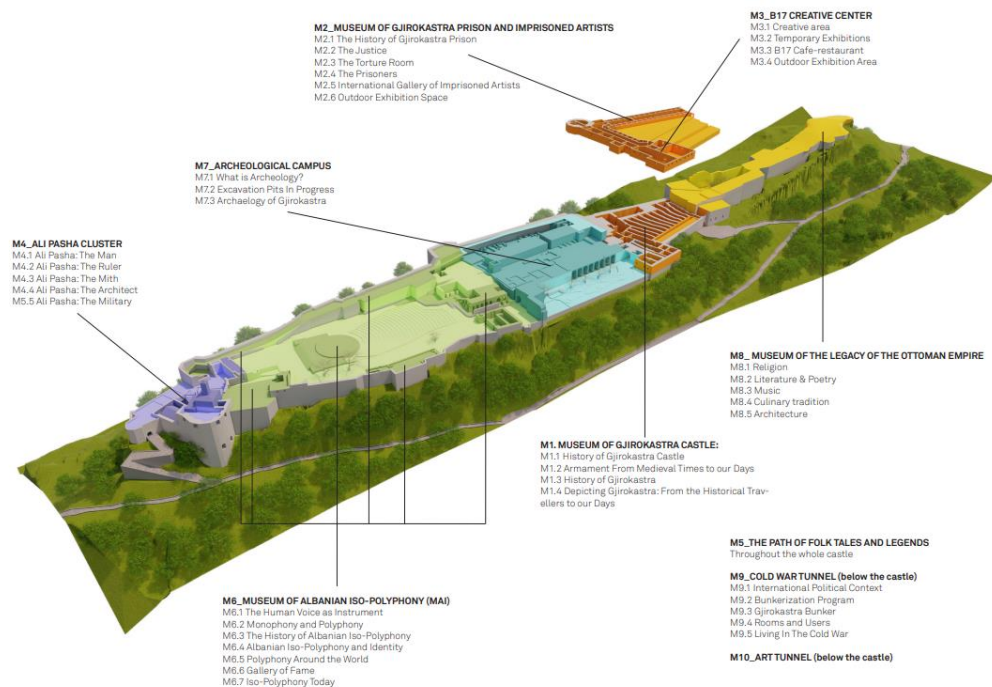 M2_MUSEUM OF GJIROKASTRA PRISON AND IMPRISONED ARTISTS
M2.1 The History of Gjirokastra Prison
M2.2 The Justice
M2.3 The Torture Room
M2.4 The Prisoners
M2.5 International Gallery of Imprisoned Artists
M2.6 Outdoor Exhibition Space
M3_B17 CREATIVE CENTER
M3.1 Creative area
M3.2 Temporary Exhibitions
M3.3 B17 Cafe-restaurant
M3.4 Outdoor Exhibition Area
M7_ARCHEOLOGICAL CAMPUS
M7.1 What is Archeology?
M7.2 Excavation Pits In Progress
M7.3 Archaelogy of Gjirokastra
M4_ALI PASHA CLUSTER
M4.1 Ali Pasha: The Man
M4.2 Ali Pasha: The Ruler
M4.3 Ali Pasha: The Mith
M4.4 Ali Pasha: The Architect
M5.5 Ali Pasha: The Military
M8_ MUSEUM OF THE LEGACY OF THE OTTOMAN EMPIRE
M8.1 Religion
M8.2 Literature & Poetry
M8.3 Music
M8.4 Culinary tradition
M8.5 Architecture
M1. MUSEUM OF GJIROKASTRA CASTLE:
M1.1 History of Gjirokastra Castle
M1.2 Armament From Medieval Times to our Days
M1.3 History of Gjirokastra
M1.4 Depicting Gjirokastra: From the Historical Trav-
ellers to our Days
M5_THE PATH OF FOLK TALES AND LEGENDS
Throughout the whole castle
M9_COLD WAR TUNNEL (below the castle)
M9.1 International Political Context
M9.2 Bunkerization Program
M9.3 Gjirokastra Bunker
M9.4 Rooms and Users
M9.5 Living In The Cold War
M10_ART TUNNEL (below the castle)
M6_MUSEUM OF ALBANIAN ISO-POLYPHONY (MAI)
M6.1 The Human Voice as Instrument
M6.2 Monophony and Polyphony
M6.3 The History of Albanian Iso-Polyphony
M6.4 Albanian Iso-Polyphony and Identity
M6.5 Polyphony Around the World
M6.6 Gallery of Fame
M6.7 Iso-Polyphony Today